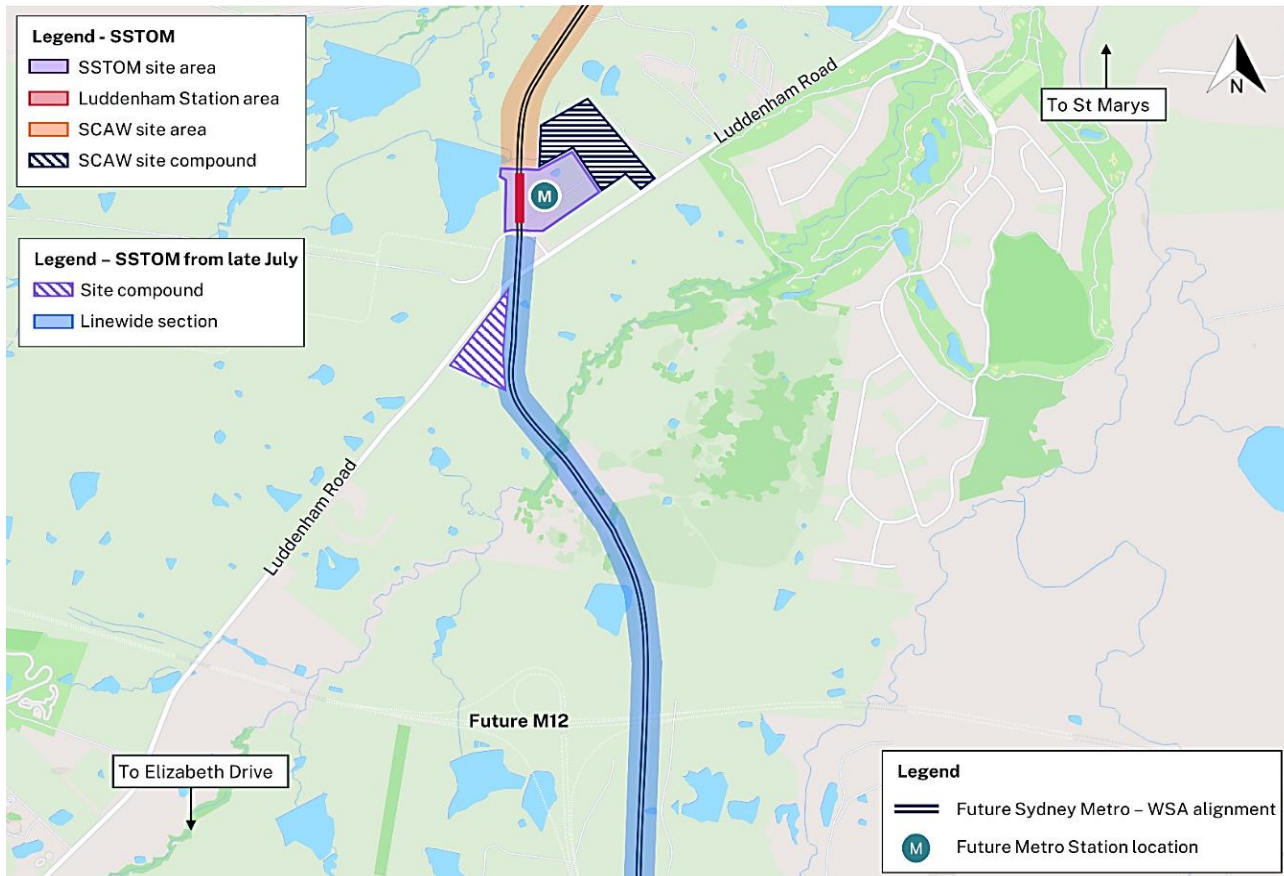 Legend - SSTOM
SSTOM site area
Luddenham Station area
SCAW site area
SCAW site compound
Legend – SSTOM from late July
Site compound
Linewide section
Luddenham Road
N
To St Marys
M
Luddenham Road
Future M12
To Elizabeth Drive
Legend
Future Sydney Metro – WSA alignment
M
Future Metro Station location